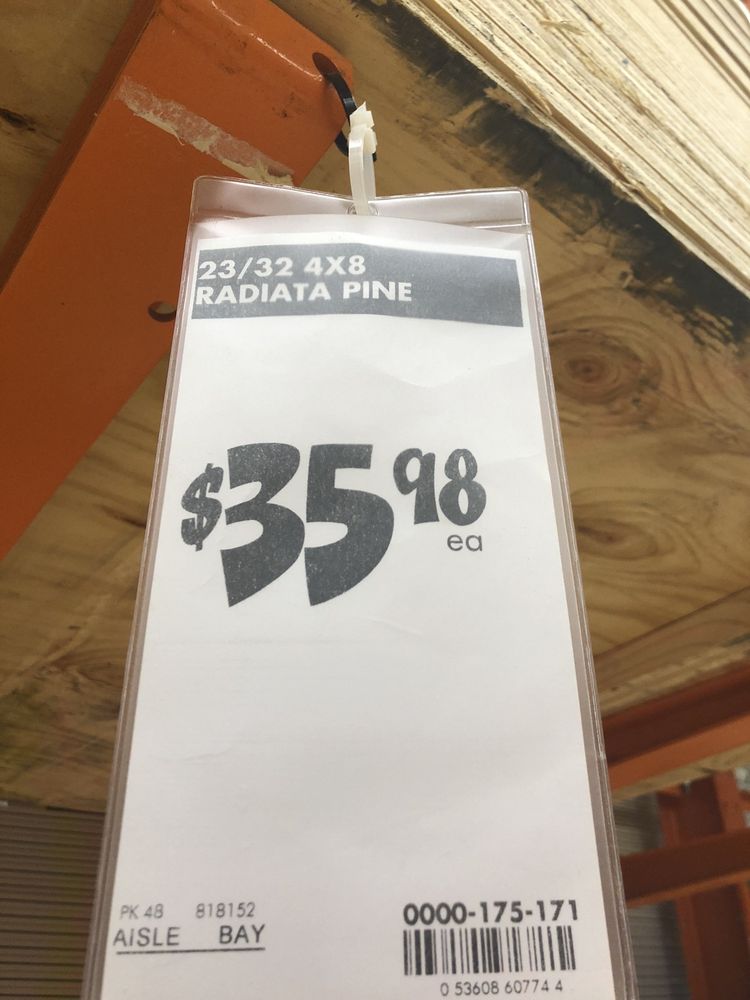 23/32 4X8
RADIATA PINE
$35 98
ea
PK 48 818152
AISLE BAY
0000-175-171
0 53608 60774 4